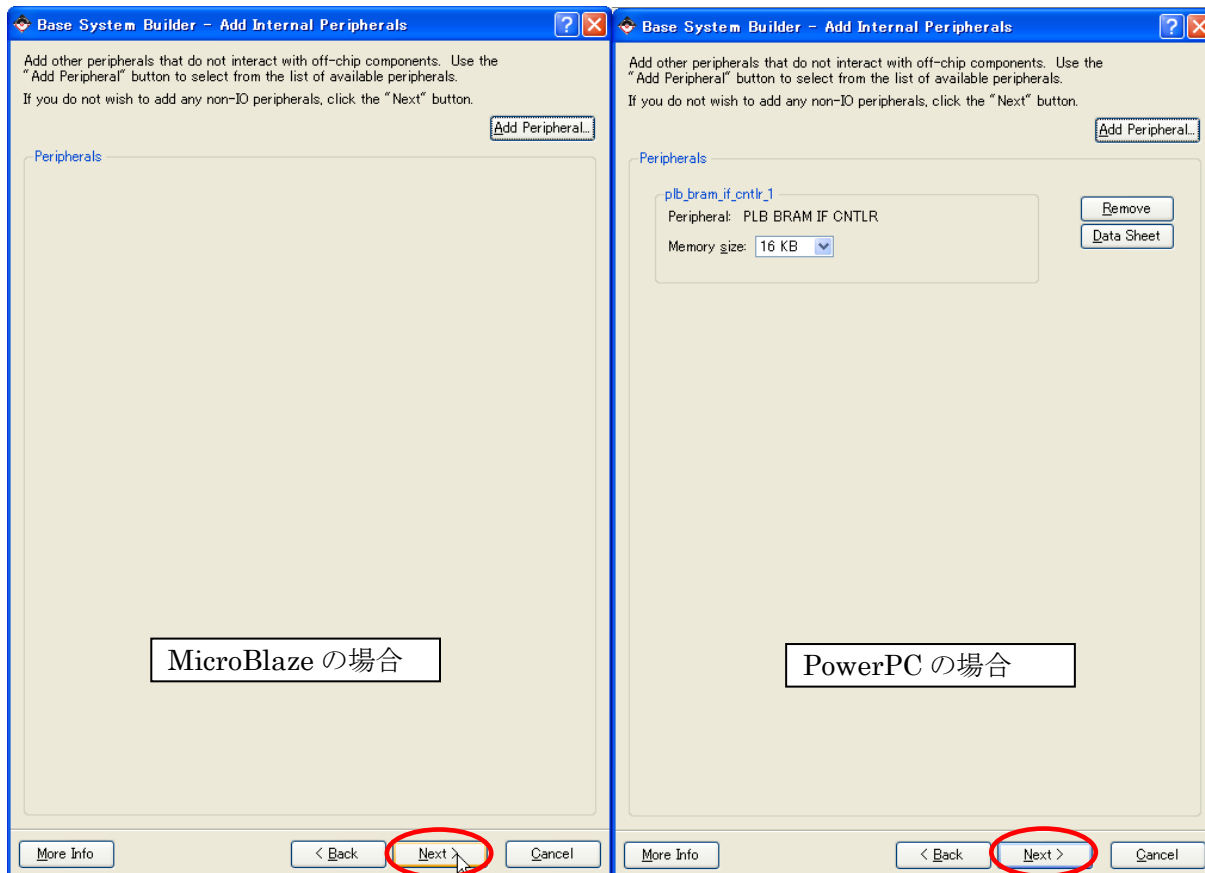 Base System Builder - Add Internal Peripherals
Add other peripherals that do not interact with off-chip components. Use the
"Add Peripheral" button to select from the list of available peripherals.
If you do not wish to add any non-IO peripherals, click the "Next" button.
Add Peripheral...
Peripherals
MicroBlaze の場合
More Info
< Back
Next >
Cancel
Base System Builder - Add Internal Peripherals
Add other peripherals that do not interact with off-chip components. Use the
"Add Peripheral" button to select from the list of available peripherals.
If you do not wish to add any non-IO peripherals, click the "Next" button.
Add Peripheral...
Peripherals
plb_bram_if_cntlr_1
Peripheral: PLB BRAM IF CNTLR
Memory size: 16 KB
Remove
Data Sheet
PowerPC の場合
More Info
< Back
Next >
Cancel